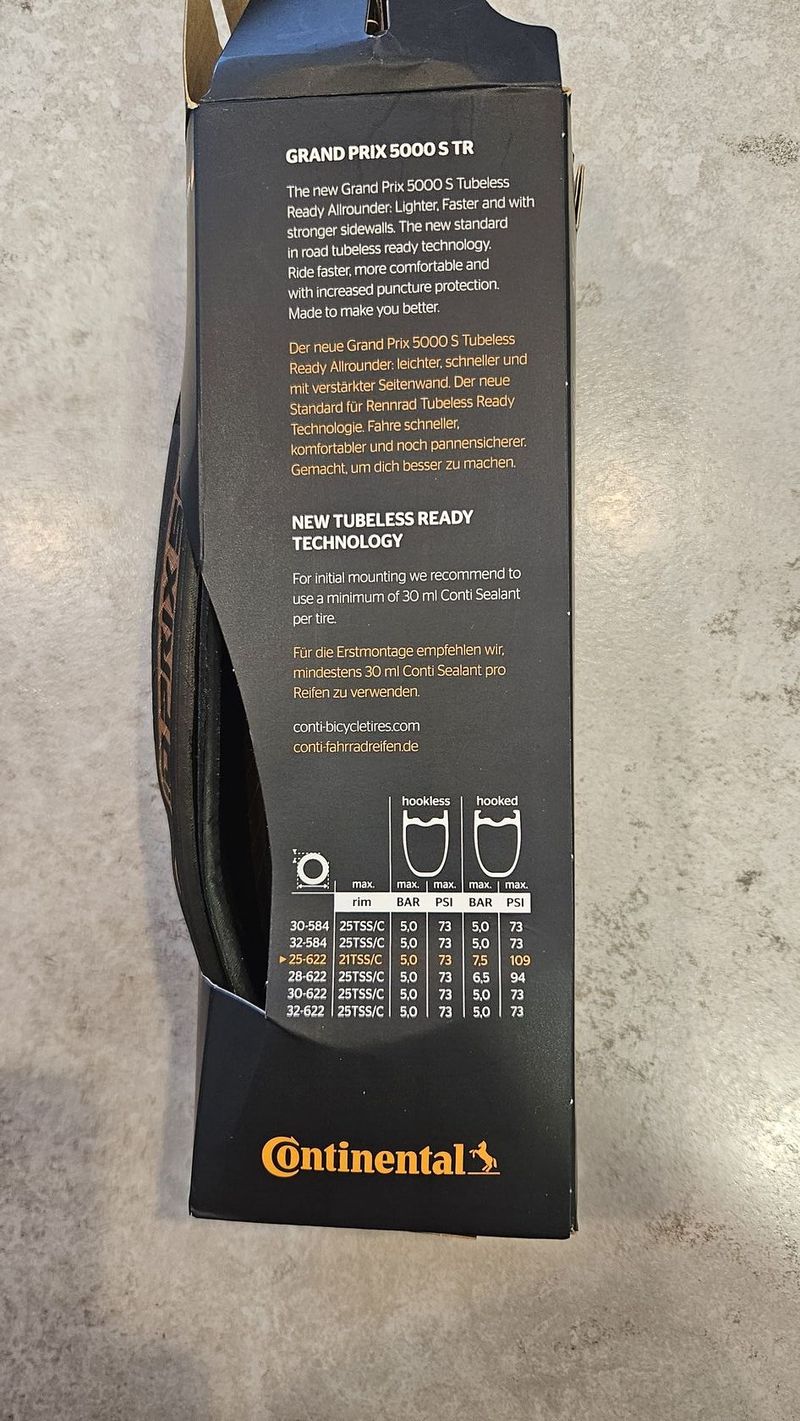 GRAND PRIX 5000 S TR
The new Grand Prix 5000 S Tubeless
Ready Allrounder: Lighter, Faster and with
stronger sidewalls. The new standard
in road tubeless ready technology.
Ride faster, more comfortable and
with increased puncture protection.
Made to make you better.
Der neue Grand Prix 5000 S Tubeless
Ready Allrounder: leichter, schneller und
mit verstärkter Seitenwand. Der neue
Standard für Rennrad Tubeless Ready
Technologie. Fahre schneller,
komfortabler und noch pannensicherer.
Gemacht, um dich besser zu machen.
NEW TUBELESS READY
TECHNOLOGY
For initial mounting we recommend to
use a minimum of 30 ml Conti Sealant
per tire.
Für die Erstmontage empfehlen wir,
mindestens 30 ml Conti Sealant pro
Reifen zu verwenden.
conti-bicycletires.com
conti-fahrradreifen.de
hookless hooked
max. max. max. max. max.
rim BAR PSI BAR PSI
30-584 25TSS/C 5,0 73 5,0 73
32-584 25TSS/C 5,0 73 5,0 73
▸25-622 21TSS/C 5,0 73 7,5 109
28-622 25TSS/C 5,0 73 6,5 94
30-622 25TSS/C 5,0 73 5,0 73
32-622 25TSS/C 5,0 73 5,0 73
Continental